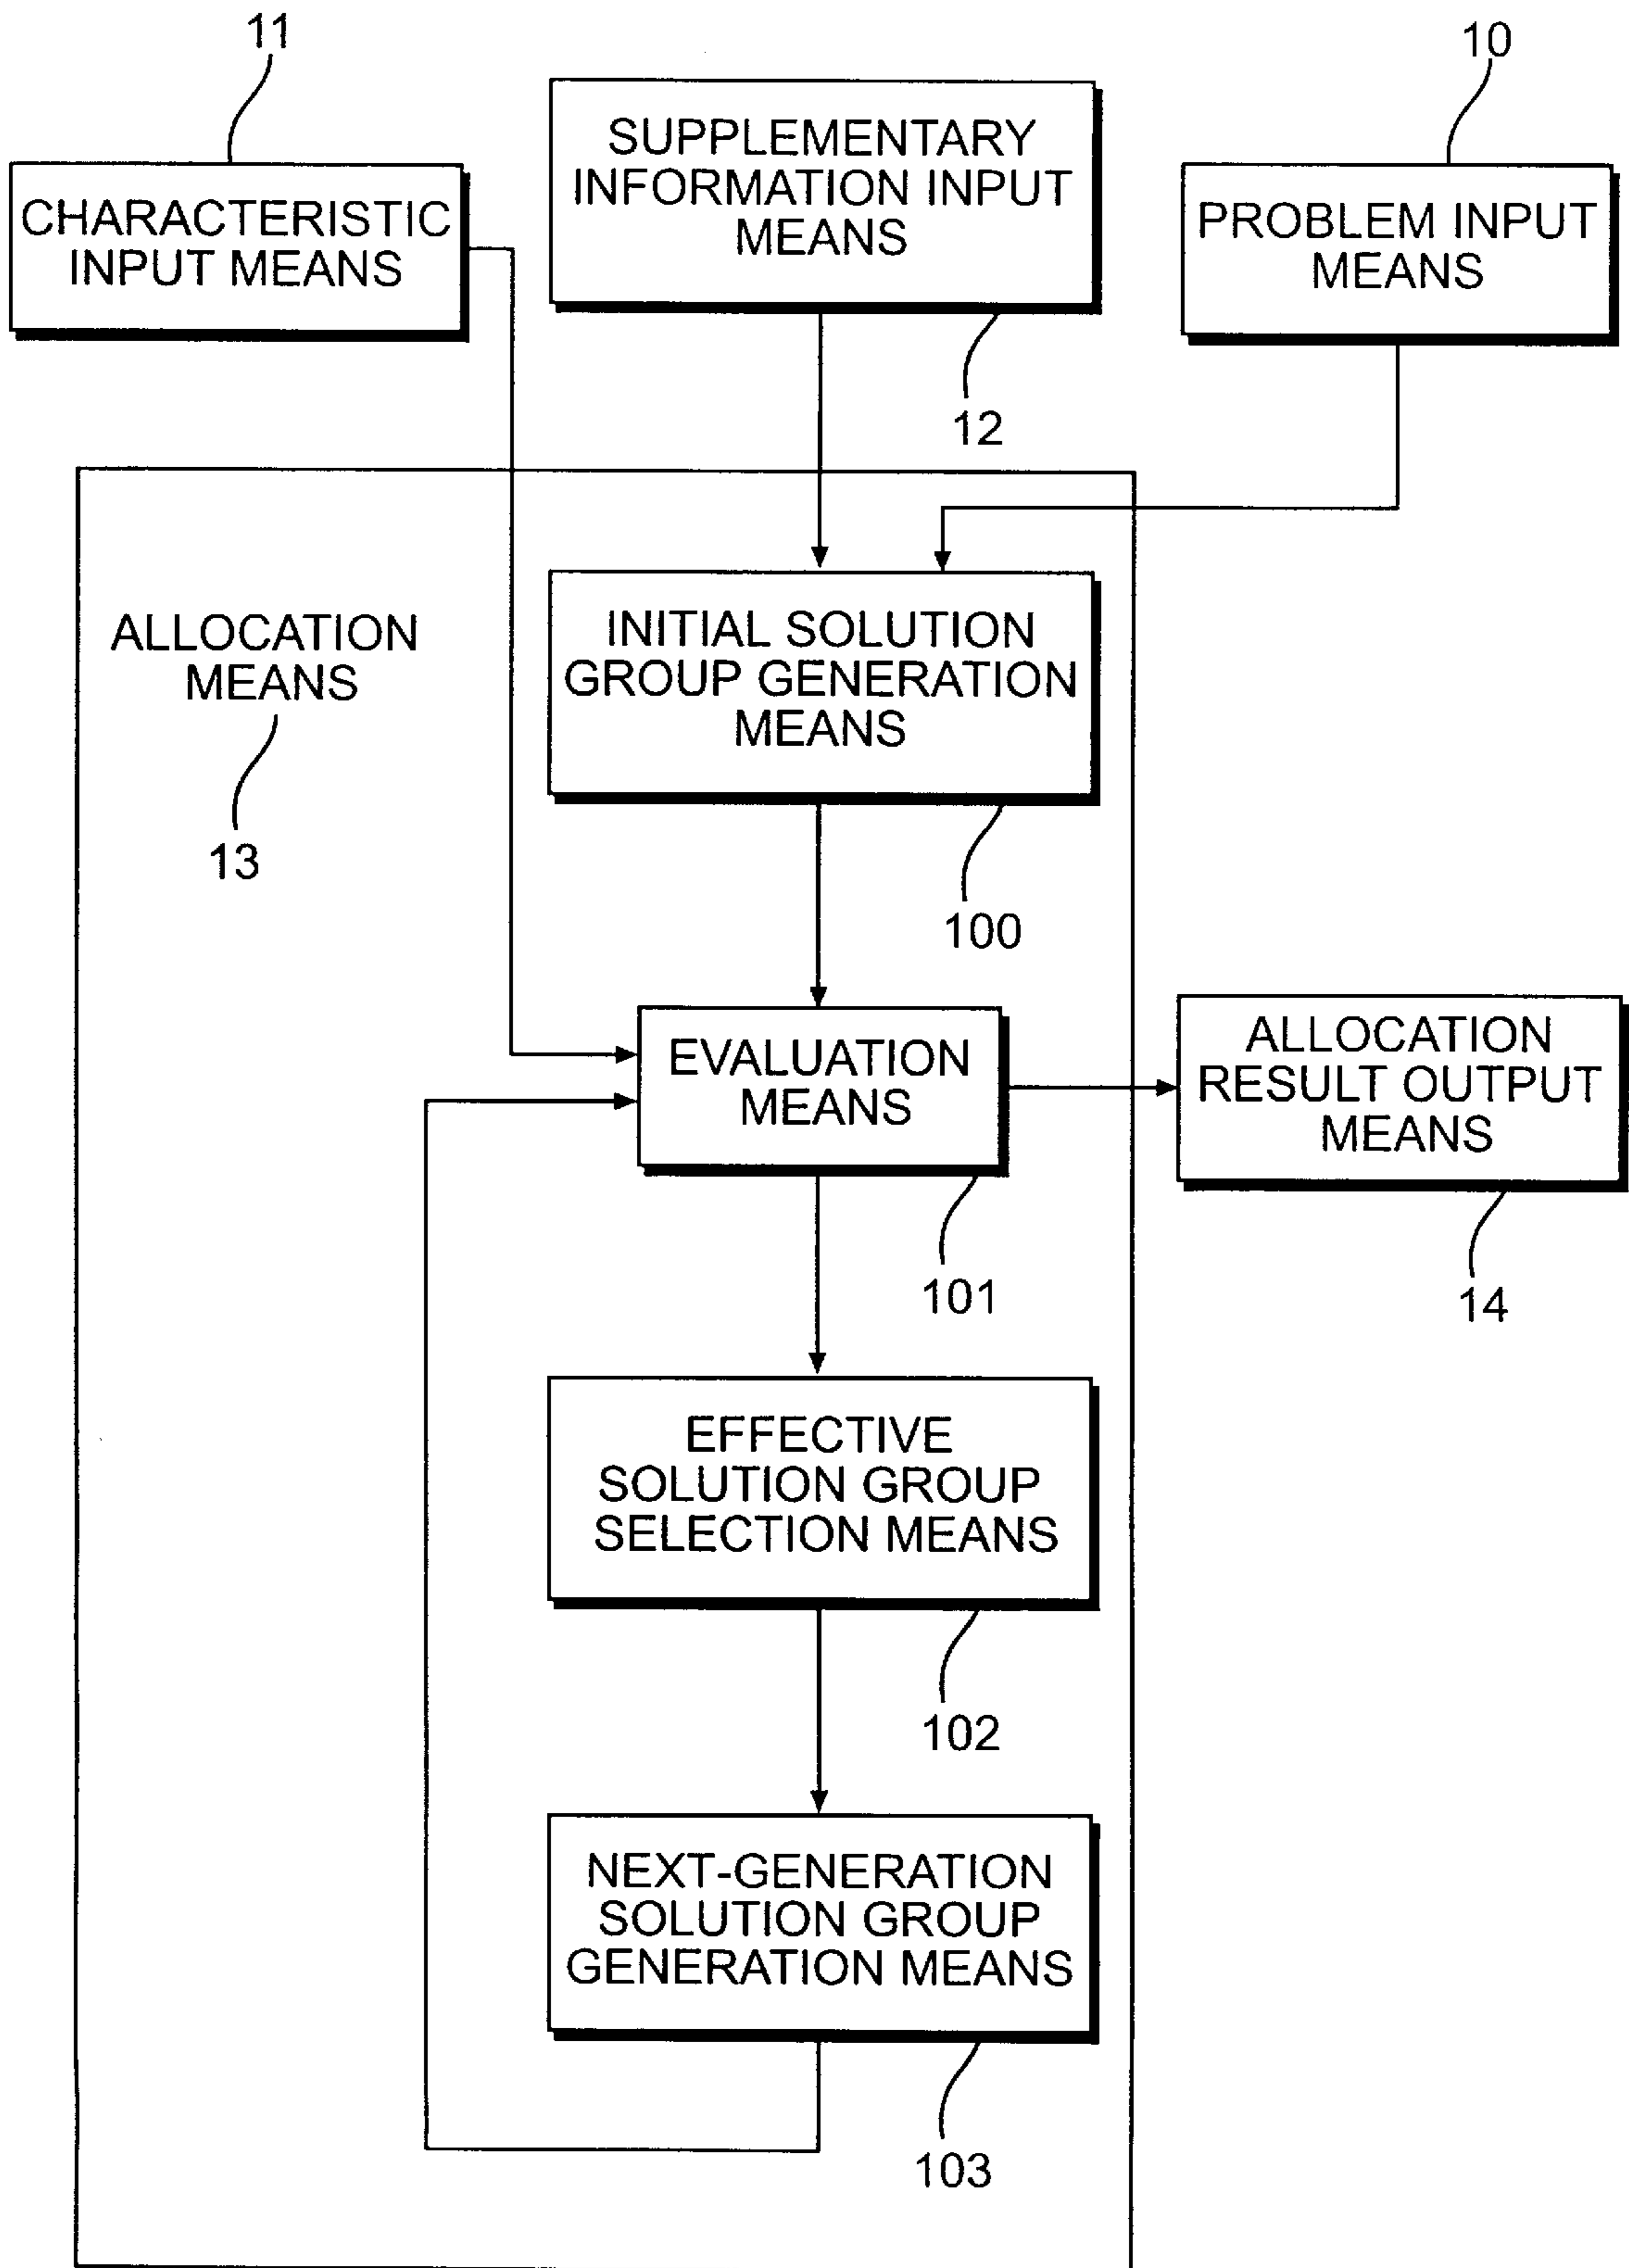 11
10
CHARACTERISTIC
INPUT MEANS
SUPPLEMENTARY
INFORMATION INPUT
MEANS
PROBLEM INPUT
MEANS
12
ALLOCATION
MEANS
13
INITIAL SOLUTION
GROUP GENERATION
MEANS
100
EVALUATION
MEANS
101
ALLOCATION
RESULT OUTPUT
MEANS
14
EFFECTIVE
SOLUTION GROUP
SELECTION MEANS
102
NEXT-GENERATION
SOLUTION GROUP
GENERATION MEANS
103